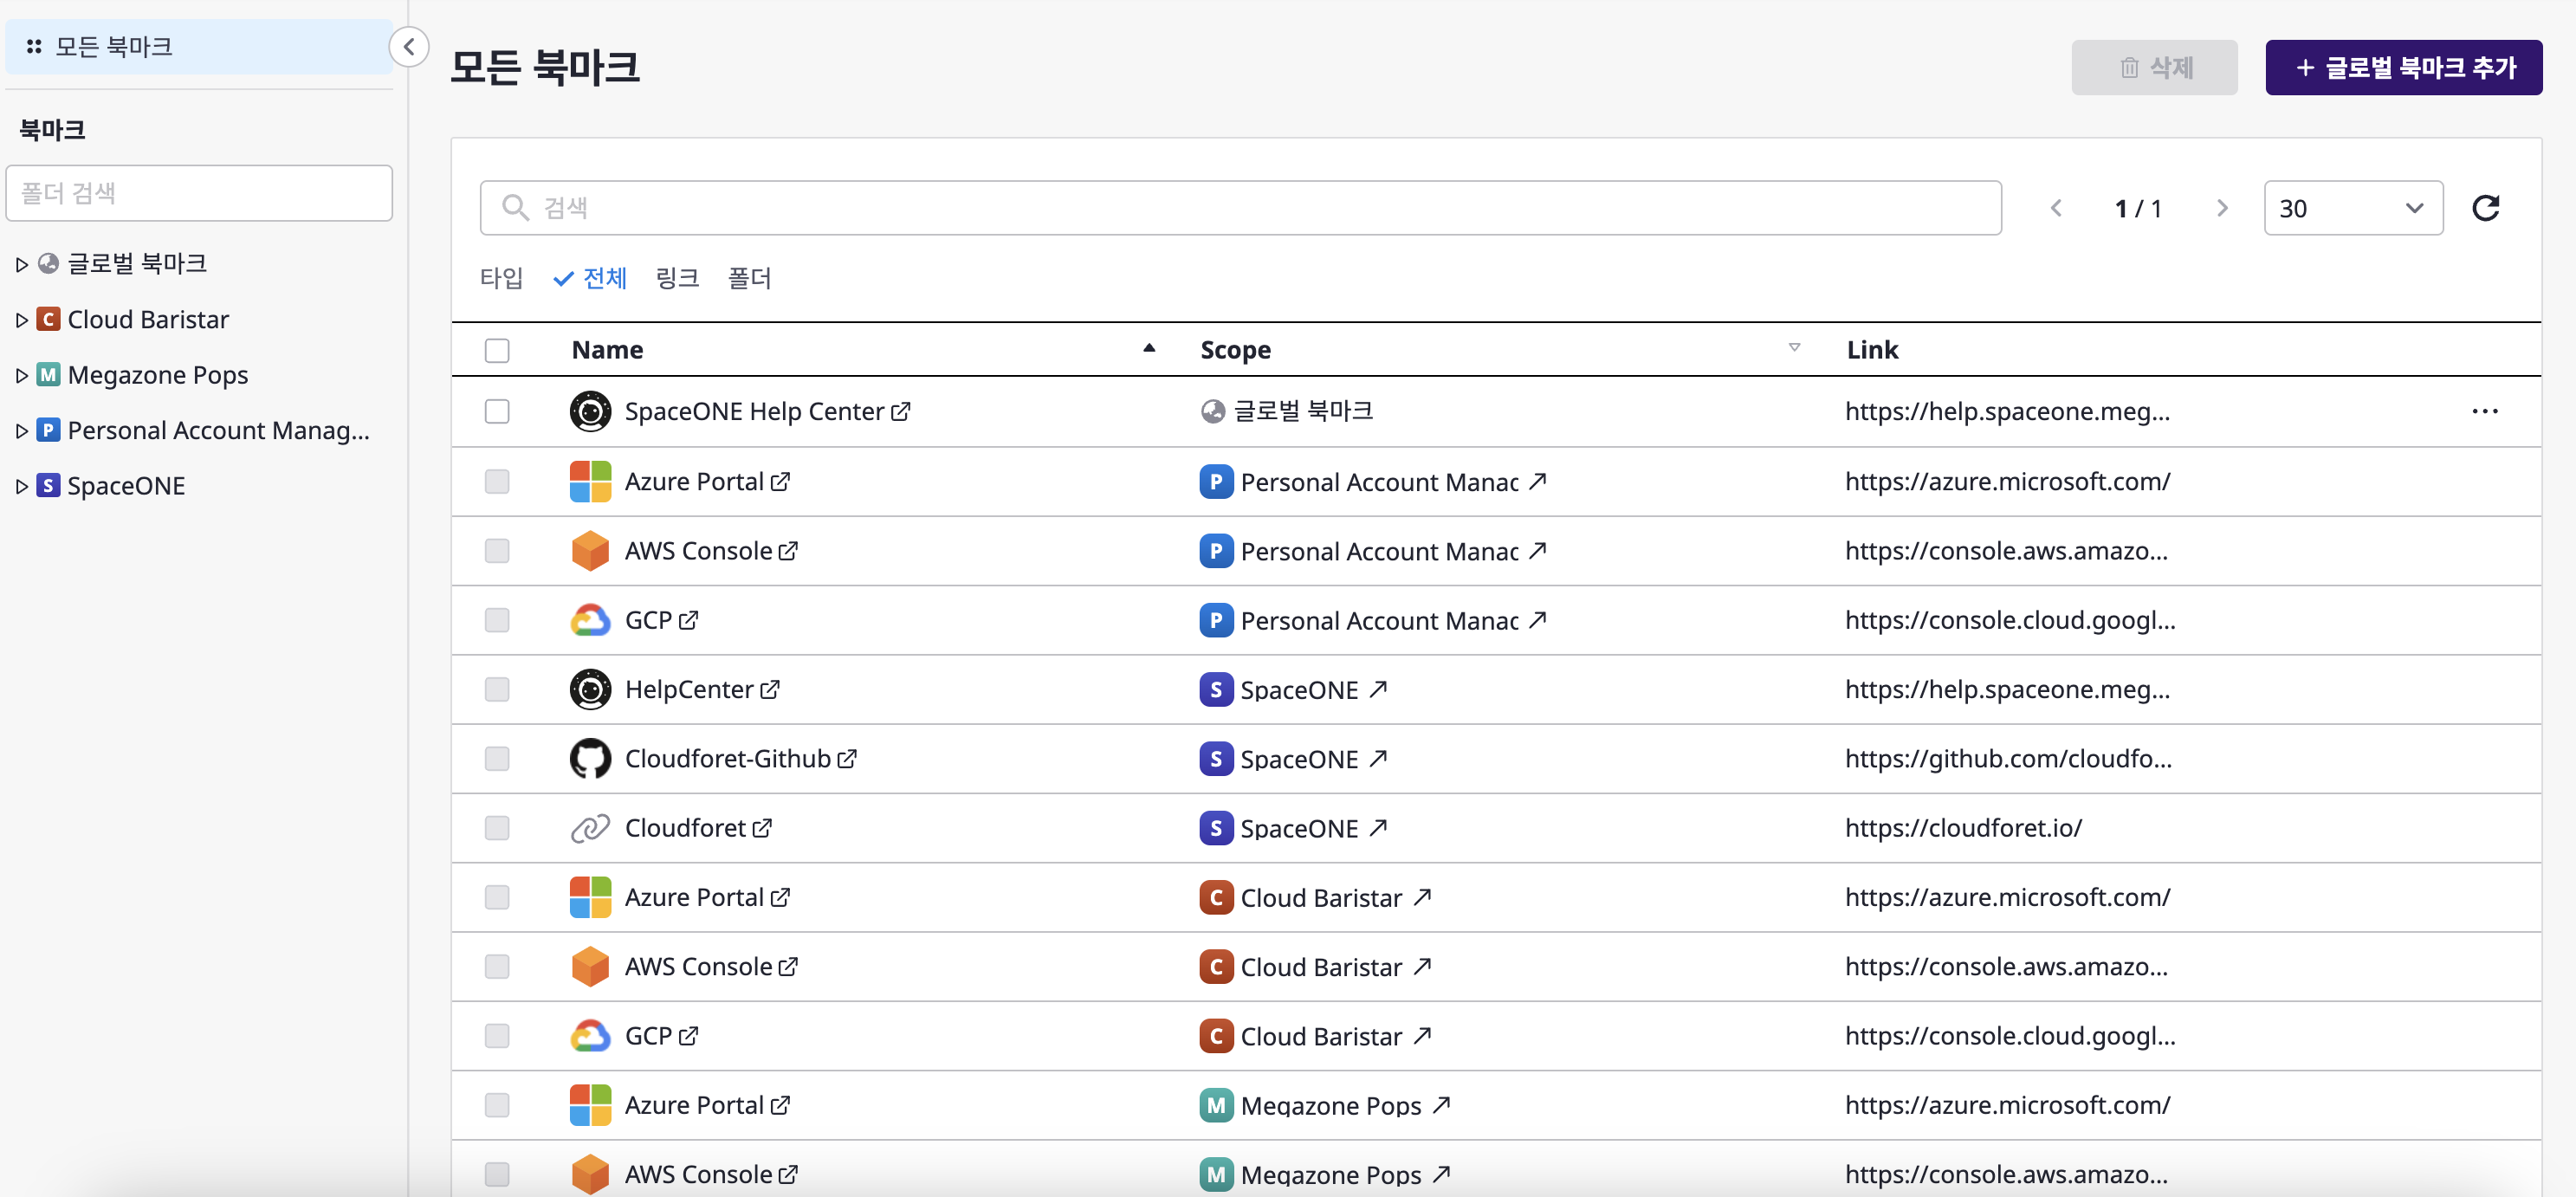 모든 북마크
북마크
폴더 검색
글로벌 북마크
C Cloud Baristar
M Megazone Pops
P Personal Account Manag...
S SpaceONE
모든 북마크
삭제
+ 글로벌 북마크 추가
검색
1 / 1
30
타입 전체 링크 폴더
Name Scope Link
SpaceONE Help Center 글로벌 북마크 https://help.spaceone.meg... ...
Azure Portal P Personal Account Manac https://azure.microsoft.com/
AWS Console P Personal Account Manac https://console.aws.amazo...
GCP P Personal Account Manac https://console.cloud.googl...
HelpCenter S SpaceONE https://help.spaceone.meg...
Cloudforet-Github S SpaceONE https://github.com/cloudfo...
Cloudforet S SpaceONE https://cloudforet.io/
Azure Portal C Cloud Baristar https://azure.microsoft.com/
AWS Console C Cloud Baristar https://console.aws.amazo...
GCP C Cloud Baristar https://console.cloud.googl...
Azure Portal M Megazone Pops https://azure.microsoft.com/
AWS Console M Megazone Pops https://console.aws.amazo...